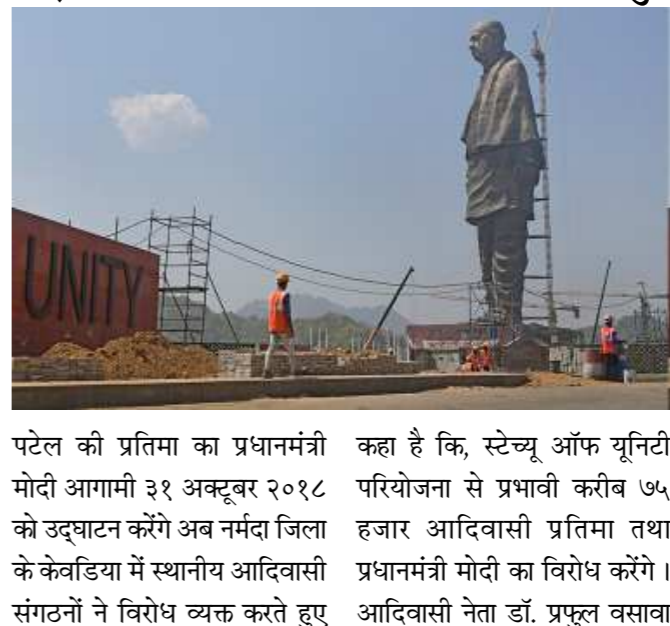 UNITY
पटेल की प्रतिमा का प्रधानमंत्री
मोदी आगामी ३१ अक्टूबर २०१८
को उद्घाटन करेंगे अब नर्मदा जिला
के केवडिया में स्थानीय आदिवासी
संगठनों ने विरोध व्यक्त करते हुए
कहा है कि, स्टेच्यू ऑफ यूनिटी
परियोजना से प्रभावी करीब ७५
हजार आदिवासी प्रतिमा तथा
प्रधानमंत्री मोदी का विरोध करेंगे ।
आदिवासी नेता डॉ. प्रफुल वसावा